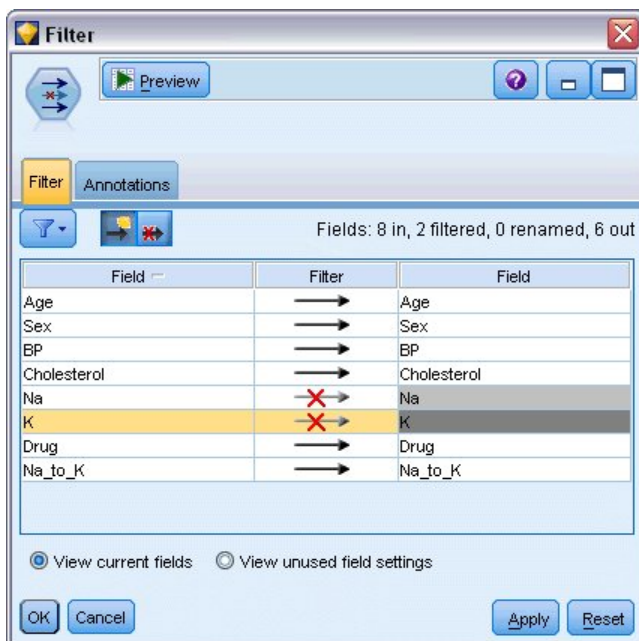 Filter
Preview
Filter Annotations
Fields: 8 in, 2 filtered, 0 renamed, 6 out
Field Filter Field
Age Age
Sex Sex
BP BP
Cholesterol Cholesterol
Na Na
K K
Drug Drug
Na_to_K Na_to_K
View current fields View unused field settings
OK Cancel Apply Reset